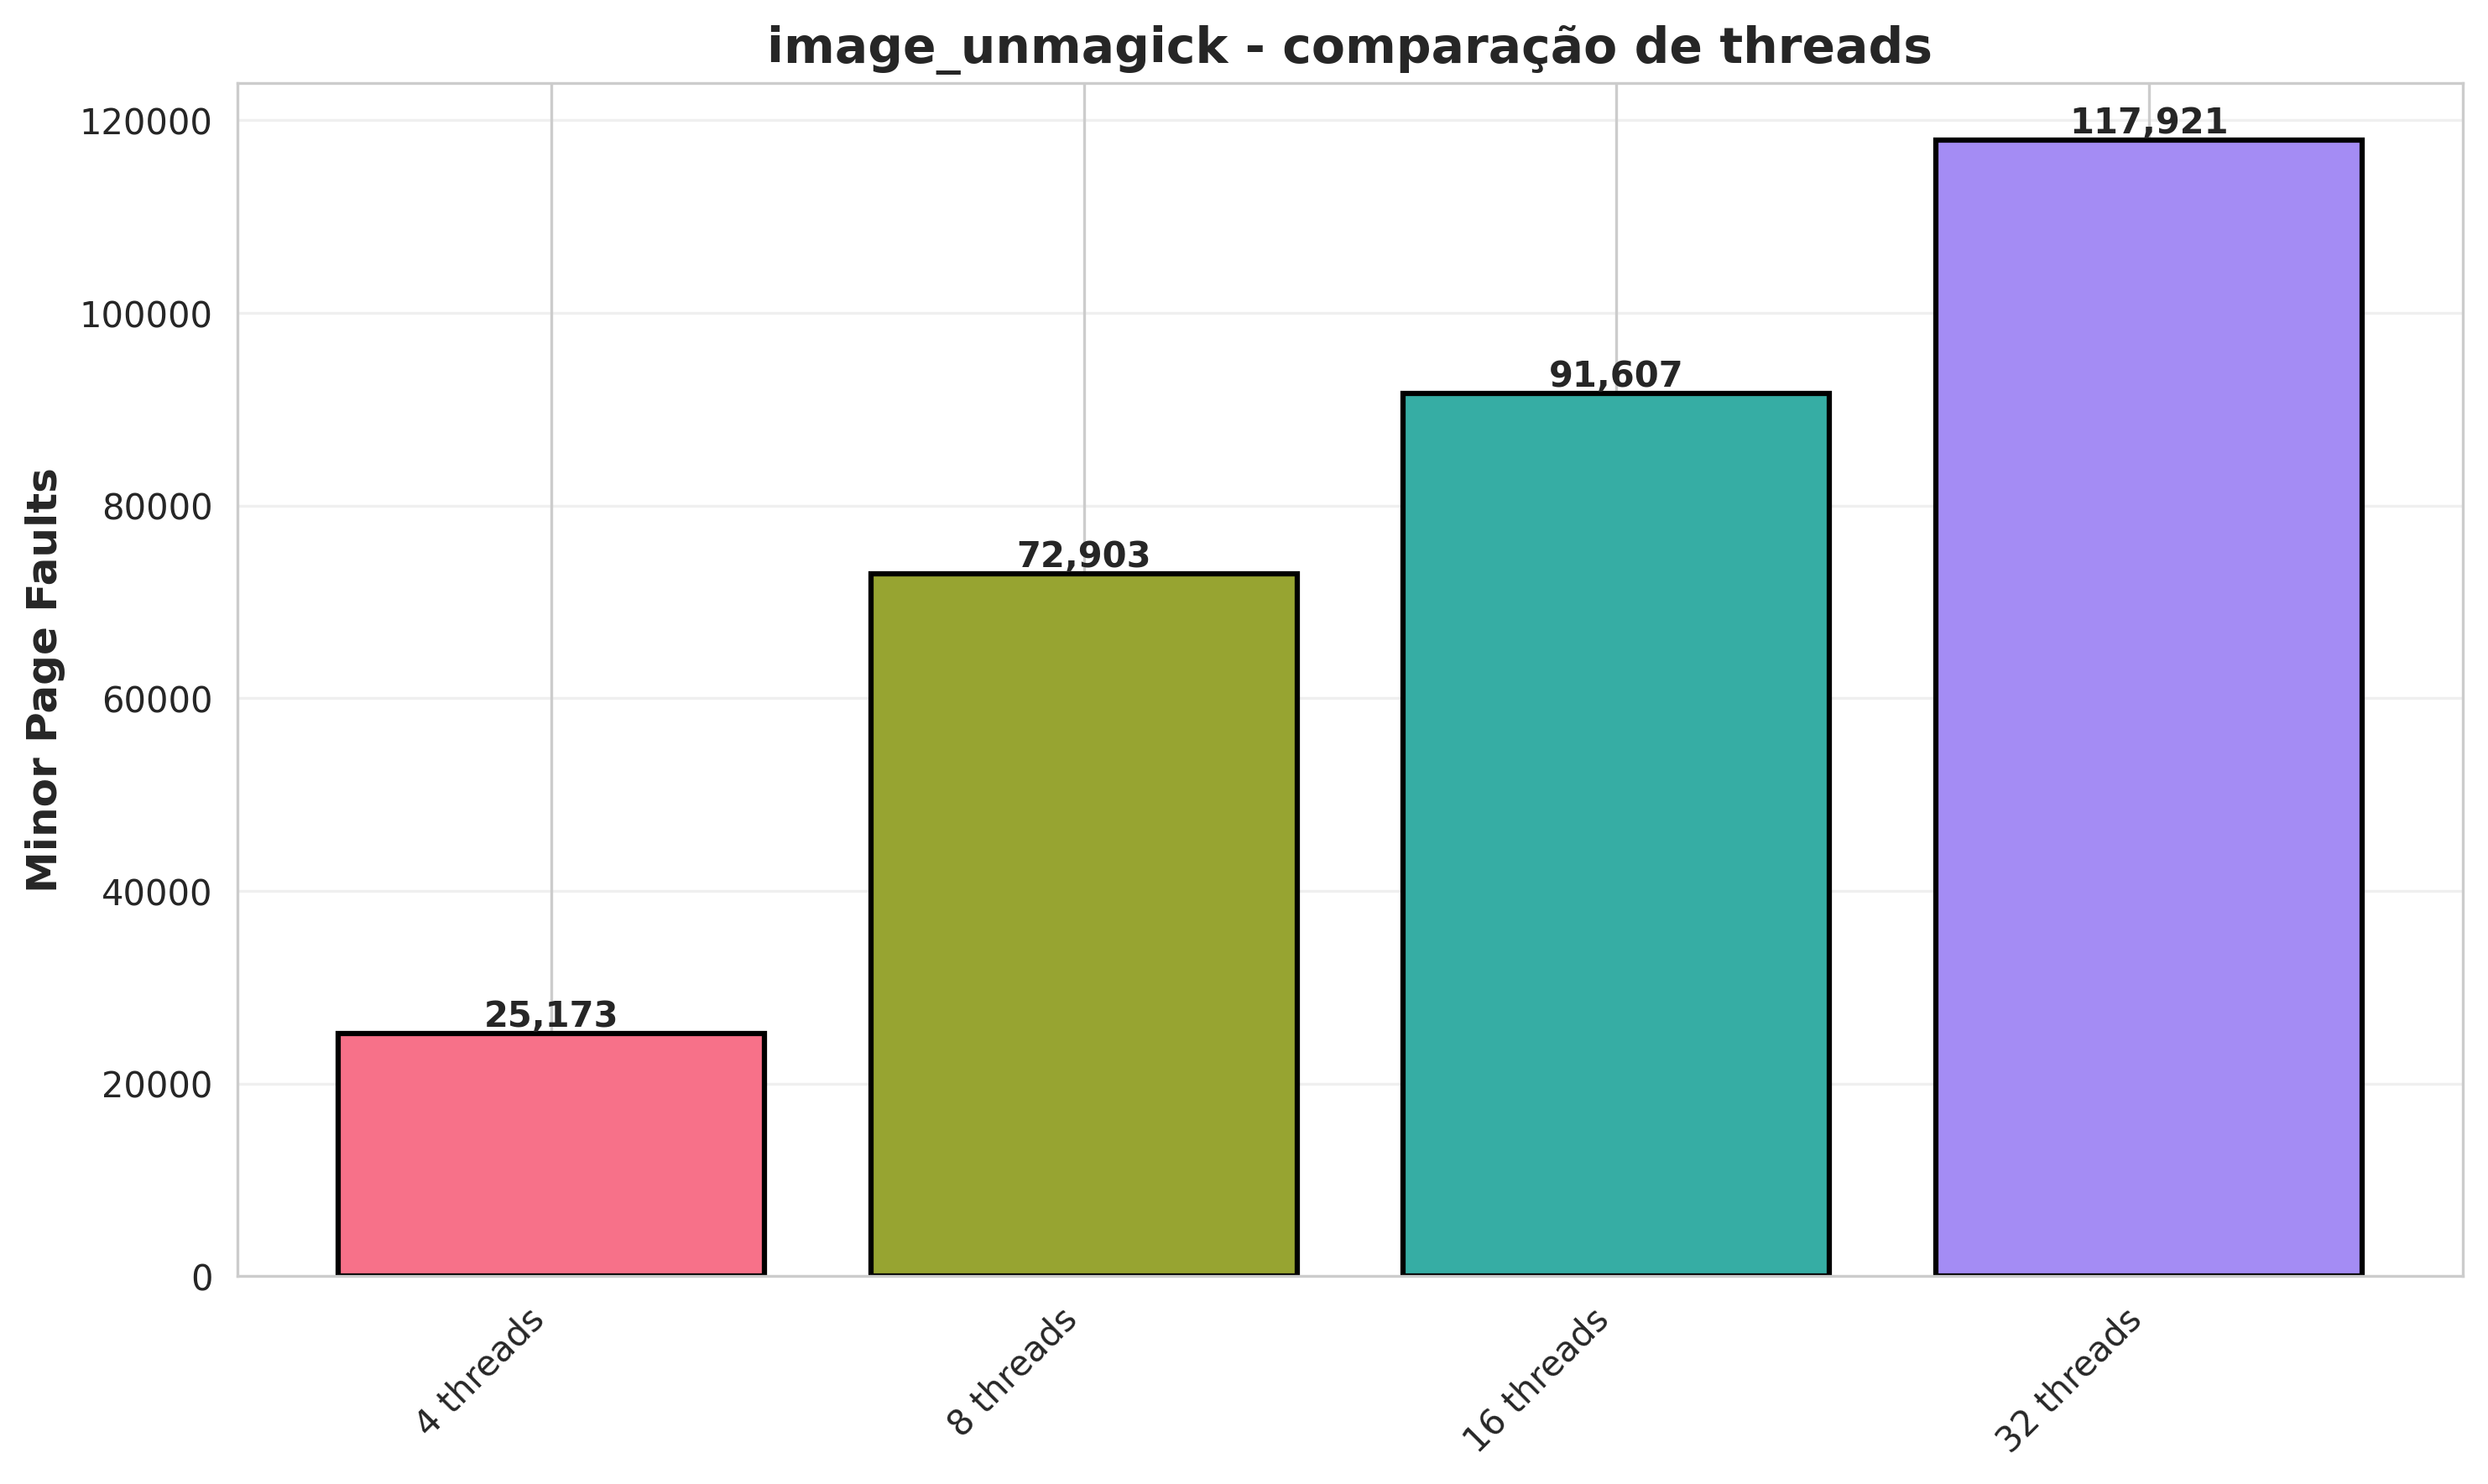 image_unmagick - comparação de threads
Minor Page Faults
120000
100000
80000
60000
40000
20000
0
25,173
72,903
91,607
117,921
4 threads
8 threads
16 threads
32 threads